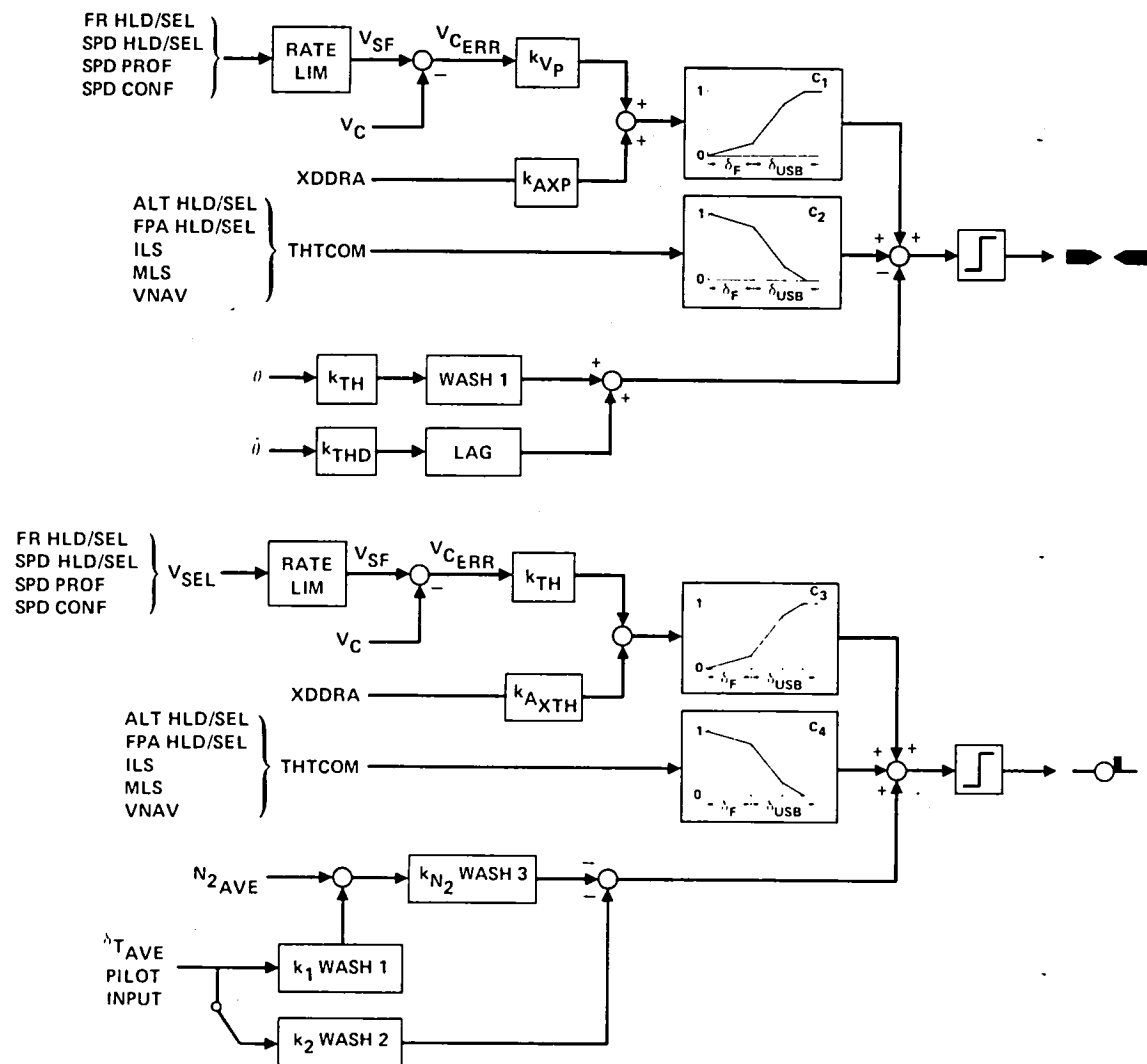 FR HLD/SEL
SPD HLD/SEL
SPD PROF
SPD CONF
RATE
LIM
VSF
VCERR
kVP
VC
XDDRA
kAXP
+
+
−
C1
1
0
δF
δUSB
ALT HLD/SEL
FPA HLD/SEL
ILS
MLS
VNAV
THTCOM
C2
1
0
δF
δUSB
+
+
−
θ
kTH
WASH 1
+
+
θ̇
kTHD
LAG
FR HLD/SEL
SPD HLD/SEL
SPD PROF
SPD CONF
VSEL
RATE
LIM
VSF
VCERR
kTH
−
VC
XDDRA
kAXTH
C3
1
0
δF
δUSB
ALT HLD/SEL
FPA HLD/SEL
ILS
MLS
VNAV
THTCOM
C4
1
0
δF
δUSB
+
+
+
N2AVE
kN2 WASH 3
−
−
δTAVE
PILOT
INPUT
k1 WASH 1
k2 WASH 2